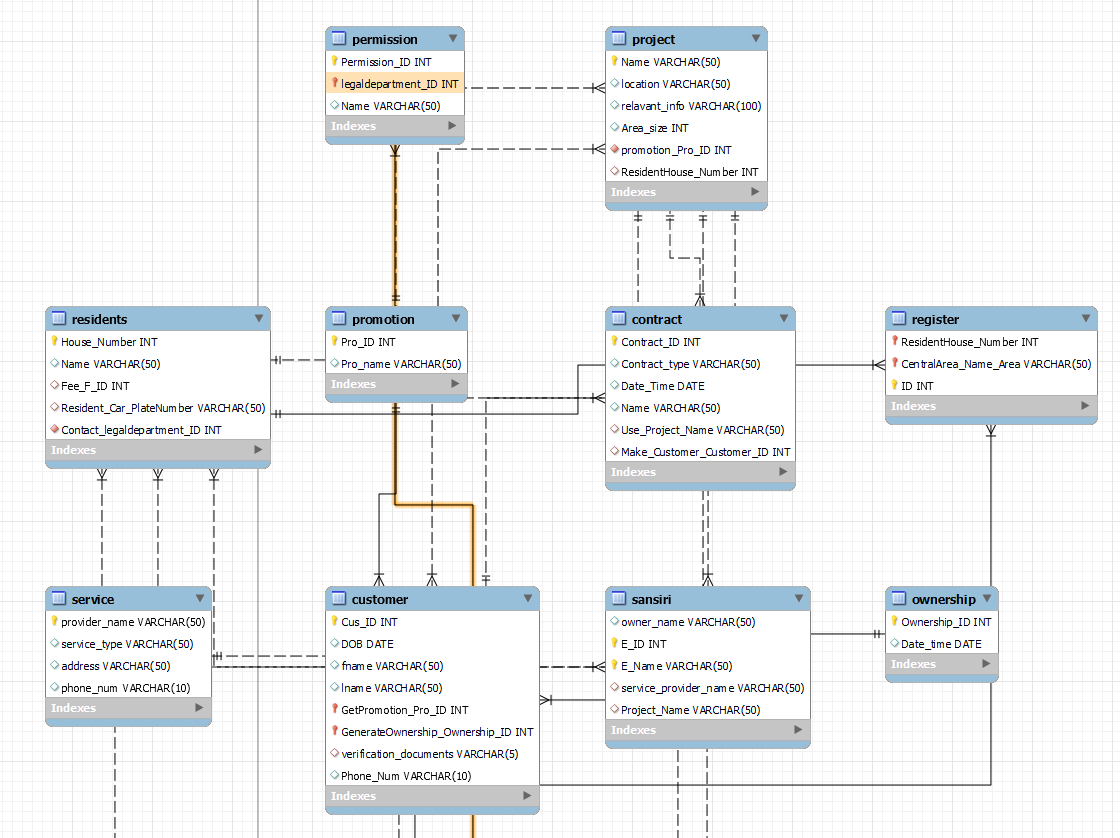 permission
Permission_ID INT
legaldepartment_ID INT
Name VARCHAR(50)
Indexes
project
Name VARCHAR(50)
location VARCHAR(50)
relavant_info VARCHAR(100)
Area_size INT
promotion_Pro_ID INT
ResidentHouse_Number INT
Indexes
residents
House_Number INT
Name VARCHAR(50)
Fee_F_ID INT
Resident_Car_PlateNumber VARCHAR(50)
Contact_legaldepartment_ID INT
Indexes
promotion
Pro_ID INT
Pro_name VARCHAR(50)
Indexes
contract
Contract_ID INT
Contract_type VARCHAR(50)
Date_Time DATE
Name VARCHAR(50)
Use_Project_Name VARCHAR(50)
Make_Customer_Customer_ID INT
Indexes
register
ResidentHouse_Number INT
CentralArea_Name_Area VARCHAR(50)
ID INT
Indexes
service
provider_name VARCHAR(50)
service_type VARCHAR(50)
address VARCHAR(50)
phone_num VARCHAR(10)
Indexes
customer
Cus_ID INT
DOB DATE
fname VARCHAR(50)
lname VARCHAR(50)
GetPromotion_Pro_ID INT
GenerateOwnership_Ownership_ID INT
verification_documents VARCHAR(5)
Phone_Num VARCHAR(10)
Indexes
sansiri
owner_name VARCHAR(50)
E_ID INT
E_Name VARCHAR(50)
service_provider_name VARCHAR(50)
Project_Name VARCHAR(50)
Indexes
ownership
Ownership_ID INT
Date_time DATE
Indexes